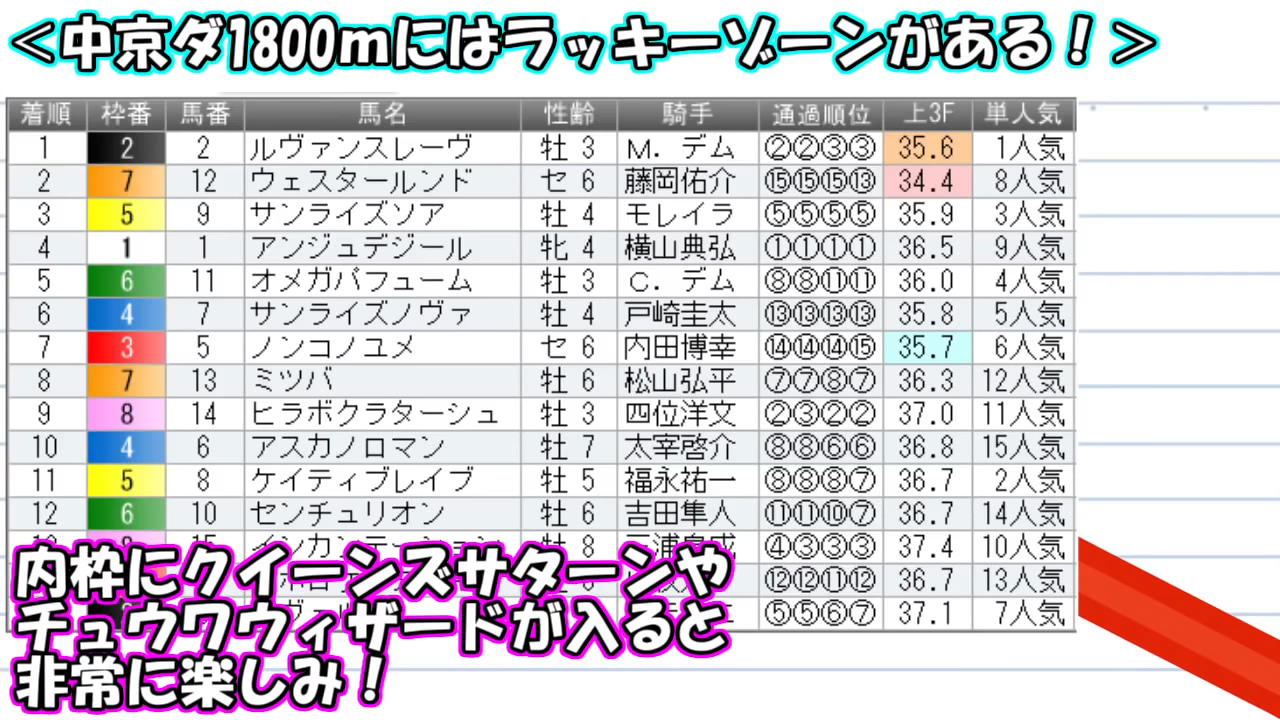 ＜中京ダ1800mにはラッキーゾーンがある！＞
着順 枠番 馬番 馬名 性齢 騎手 通過順位 上3F 単人気
1 2 2 ルヴァンスレーヴ 牡 3 M. デム ②②③③ 35.6 1人気
2 7 12 ウェスタールンド セ 6 藤岡佑介 ⑮⑮⑮⑬ 34.4 8人気
3 5 9 サンライズソア 牡 4 モレイラ ⑤⑤⑤⑤ 35.9 3人気
4 1 1 アンジュデジール 牝 4 横山典弘 ①①①① 36.5 9人気
5 6 11 オメガパフューム 牡 3 C. デム ⑧⑧⑪⑪ 36.0 4人気
6 4 7 サンライズノヴァ 牡 4 戸崎圭太 ⑬⑬⑬⑬ 35.8 5人気
7 3 5 ノンコノユメ セ 6 内田博幸 ⑭⑭⑭⑮ 35.7 6人気
8 7 13 ミツバ 牡 6 松山弘平 ⑦⑦⑧⑦ 36.3 12人気
9 8 14 ヒラボクラターシュ 牡 3 四位洋文 ②③②② 37.0 11人気
10 4 6 アスカノロマン 牡 7 太宰啓介 ⑧⑧⑥⑥ 36.8 15人気
11 5 8 ケイティブレイブ 牡 5 福永祐一 ⑧⑧⑧⑦ 36.7 2人気
12 6 10 センチュリオン 牡 6 吉田隼人 ⑪⑪⑩⑦ 36.7 14人気
牡 8 ④③③③ 37.4 10人気
⑫⑫⑪⑫ 36.7 13人気
⑤⑤⑥⑦ 37.1 7人気
内枠にクイーンズサターンや
チュウワウィザードが入ると
非常に楽しみ！